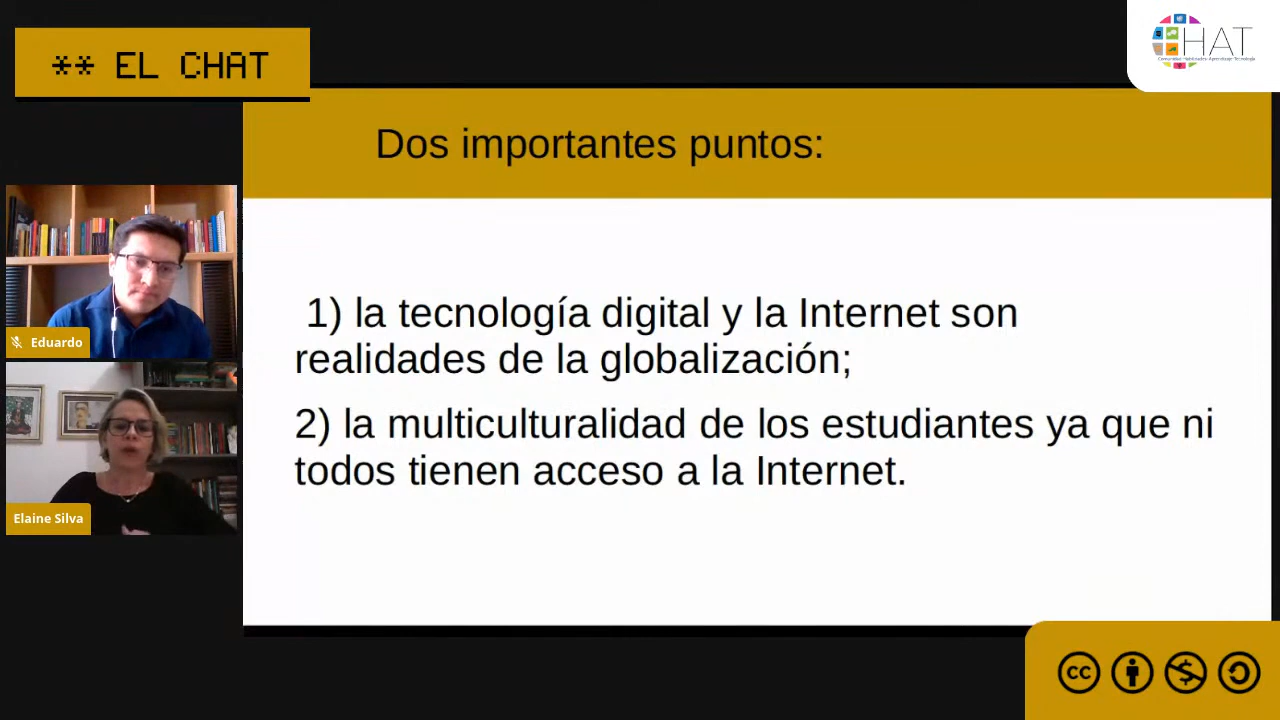 ** EL CHAT
HAT
Dos importantes puntos:
1) la tecnología digital y la Internet son
realidades de la globalización;
2) la multiculturalidad de los estudiantes ya que ni
todos tienen acceso a la Internet.
Eduardo
Elaine Silva
cc